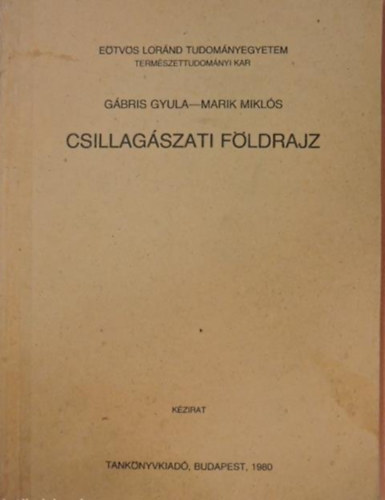 EÖTVÖS LORÁND TUDOMÁNYEGYETEM
TERMÉSZETTUDOMÁNYI KAR
GÁBRIS GYULA—MARIK MIKLÓS
CSILLAGÁSZATI FÖLDRAJZ
KÉZIRAT
TANKÖNYVKIADÓ, BUDAPEST, 1980